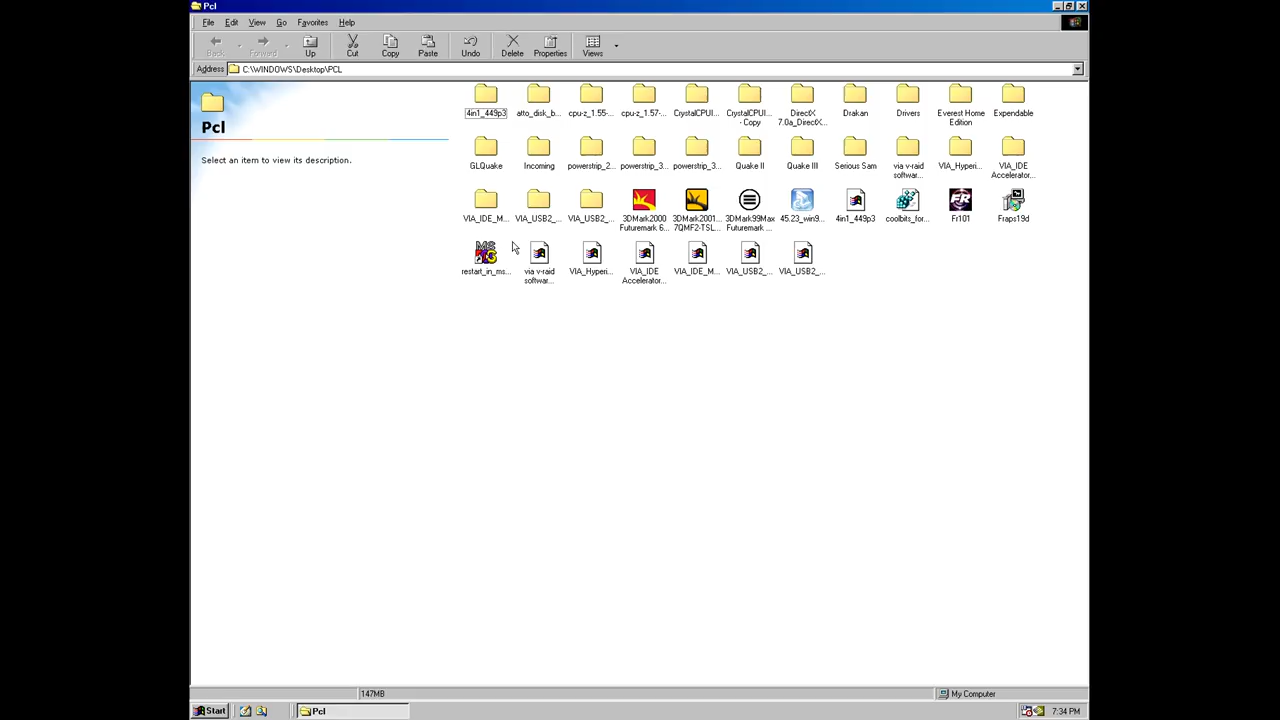 Pcl
File Edit View Go Favorites Help
Back Forward Up Cut Copy Paste Undo Delete Properties Views
Address C:\WINDOWS\Desktop\PCL
Pcl
Select an item to view its description.
4in1_449p3 atto_disk_b... cpu-z_1.55-... cpu-z_1.57-... CrystalCPUI... CrystalCPUI... DirectX Drakan Drivers Everest Home Expendable
- Copy 7.0a_DirectX... Edition
GLQuake Incoming powerstrip_2... powerstrip_3... powerstrip_3... Quake II Quake III Serious Sam via v-raid VIA_Hyperi... VIA_IDE
softwar... Accelerator...
VIA_IDE_M... VIA_USB2_... VIA_USB2_... 3DMark2000 3DMark2001... 3DMark99Max 45.23_win9... 4in1_449p3 coolbits_for... Fr101 Fraps19d
Futuremark 6... 7QMF2-TSL... Futuremark ...
restart_in_ms... via v-raid VIA_Hyperi... VIA_IDE VIA_IDE_M... VIA_USB2_... VIA_USB2_...
softwar... Accelerator...
147MB My Computer
Start Pcl 7:34 PM